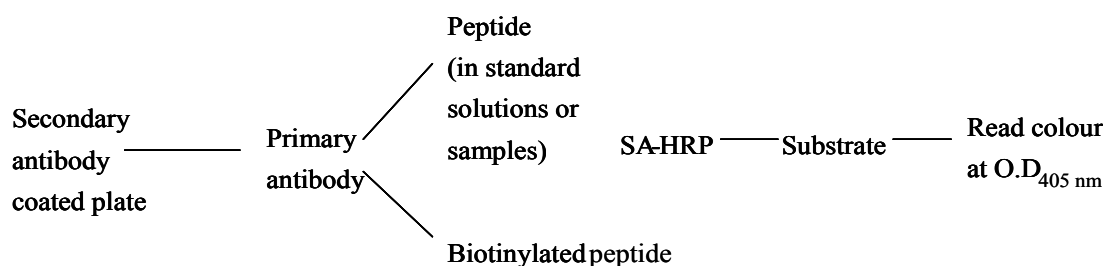 Secondary
antibody
coated plate
Primary
antibody
Peptide
(in standard
solutions or
samples)
Biotinylated peptide
SA-HRP
Substrate
Read colour
at O.D405 nm